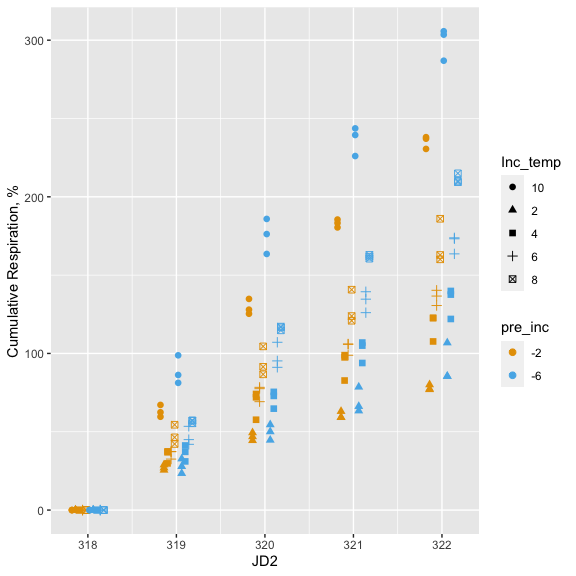 300
200
100
0
Cumulative Respiration, %
318 319 320 321 322
JD2
Inc_temp
10
2
4
6
8
pre_inc
-2
-6